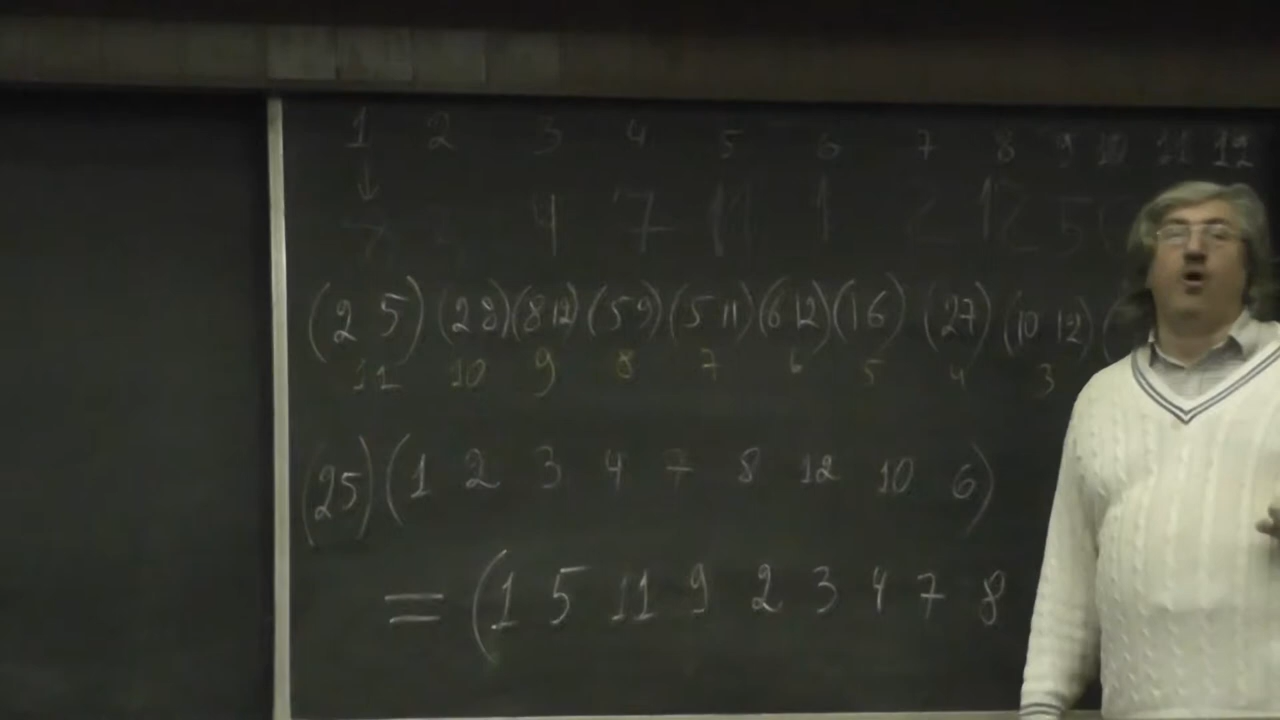 1 2 3 4 5 6 7 8 9 10 11 12
↓
4 7 11 1 2 12 5
(2 5) (2 8) (8 12) (5 9) (5 11) (6 12) (1 6) (2 7) (10 12) (
11 10 9 8 7 6 5 4 3
(25) (1 2 3 4 7 8 12 10 6)
= (1 5 11 9 2 3 4 7 8